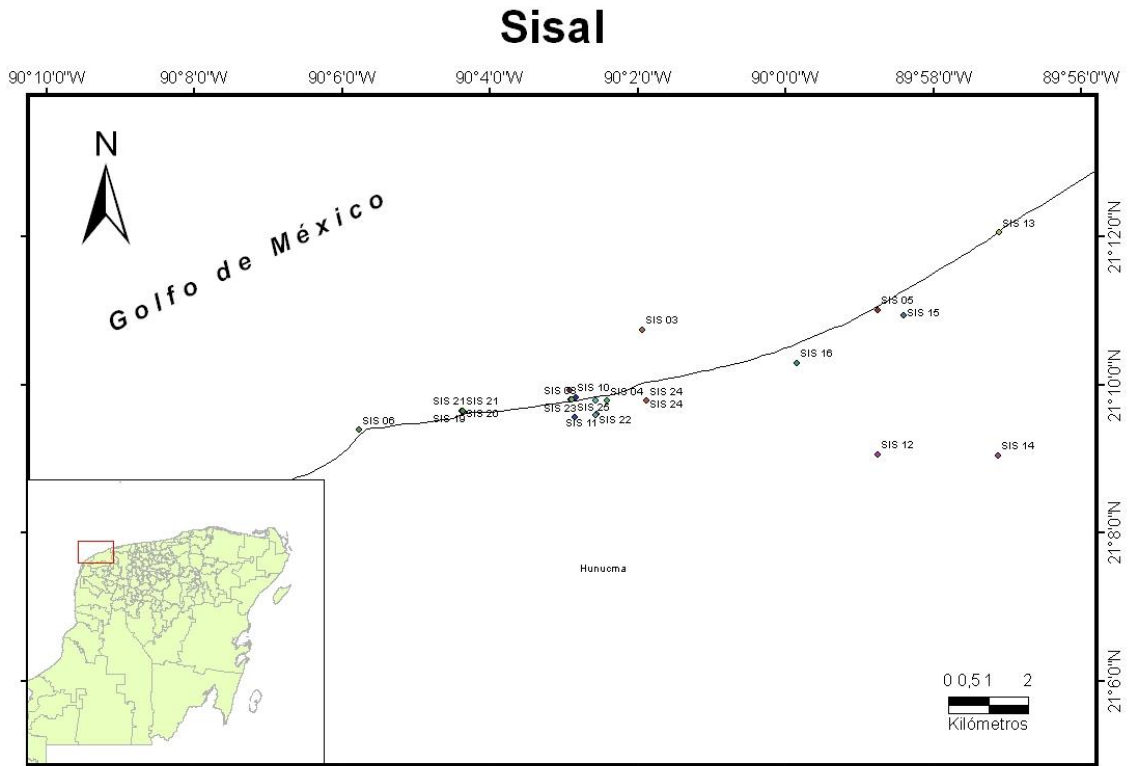 Sisal
90°10'0"W 90°8'0"W 90°6'0"W 90°4'0"W 90°2'0"W 90°0'0"W 89°58'0"W 89°56'0"W
N
Golfo de México
SIS 13
21°12'0"N
SIS 05
SIS 15
SIS 03
SIS 16
21°10'0"N
SIS 10
SIS 04
SIS 24
SIS 21 SIS 21
SIS 24
SIS 23 SIS 25
SIS 19 SIS 20
SIS 06
SIS 11 SIS 22
SIS 12
SIS 14
21°8'0"N
Hunucma
21°6'0"N
0 0,5 1 2
Kilómetros